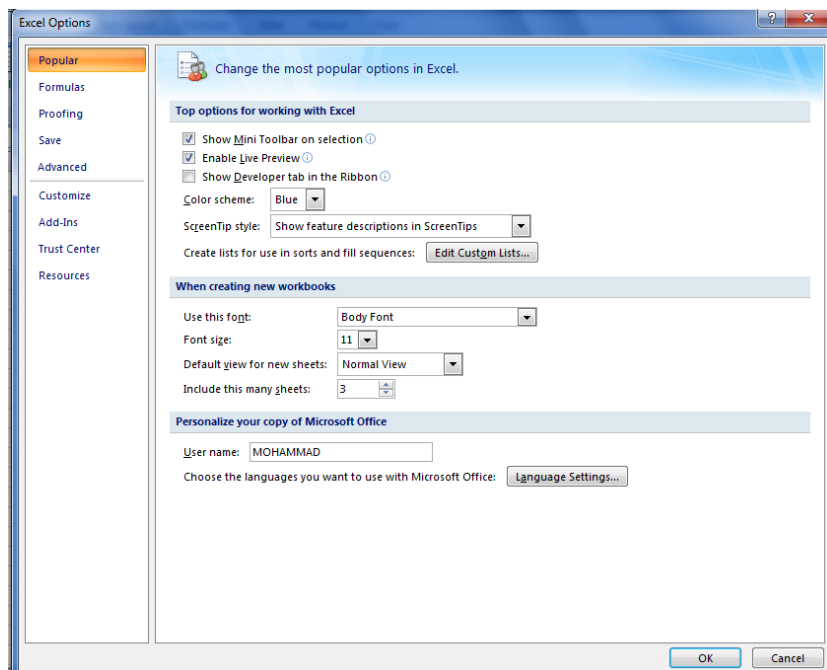 Excel Options
?
X
Popular
Formulas
Proofing
Save
Advanced
Customize
Add-Ins
Trust Center
Resources
Change the most popular options in Excel.
Top options for working with Excel
Show Mini Toolbar on selection
Enable Live Preview
Show Developer tab in the Ribbon
Color scheme: Blue
ScreenTip style: Show feature descriptions in ScreenTips
Create lists for use in sorts and fill sequences: Edit Custom Lists...
When creating new workbooks
Use this font: Body Font
Font size: 11
Default view for new sheets: Normal View
Include this many sheets: 3
Personalize your copy of Microsoft Office
User name: MOHAMMAD
Choose the languages you want to use with Microsoft Office: Language Settings...
OK Cancel